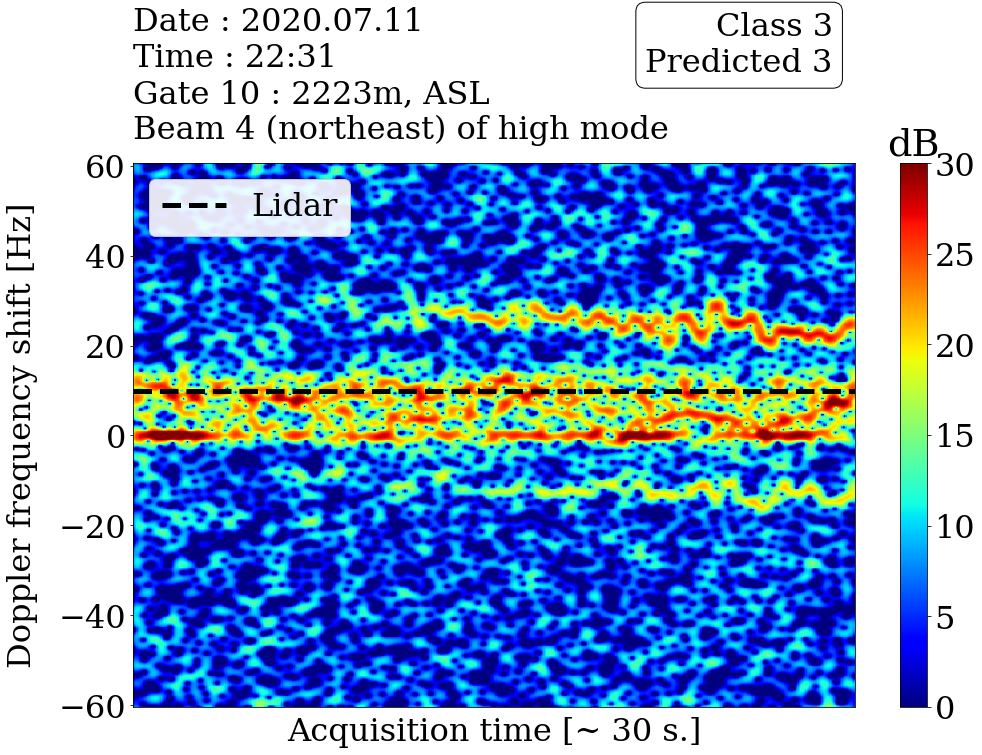 Date : 2020.07.11
Time : 22:31
Gate 10 : 2223m, ASL
Beam 4 (northeast) of high mode
Class 3
Predicted 3
dB
Lidar
Doppler frequency shift [Hz]
60
40
20
0
−20
−40
−60
Acquisition time [~ 30 s.]
30
25
20
15
10
5
0